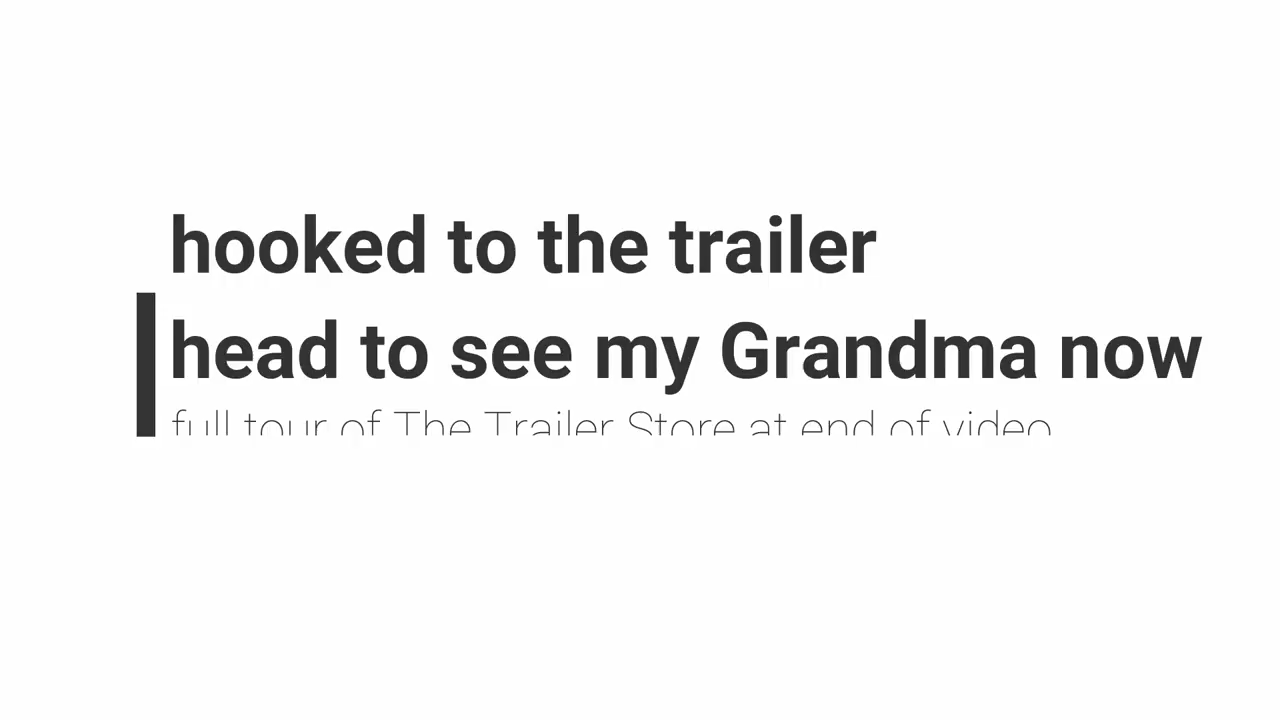 hooked to the trailer
head to see my Grandma now
full tour of The Trailer Store at end of video